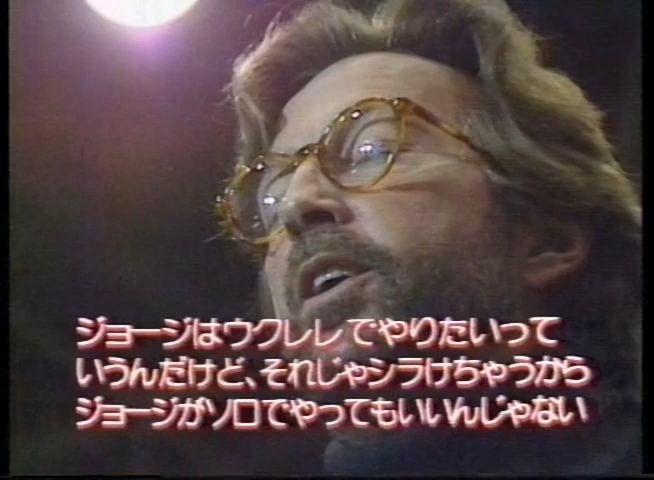 ジョージはウクレレでやりたいって
いうんだけど、それじゃシラけちゃうから
ジョージがソロでやってもいいんじゃない